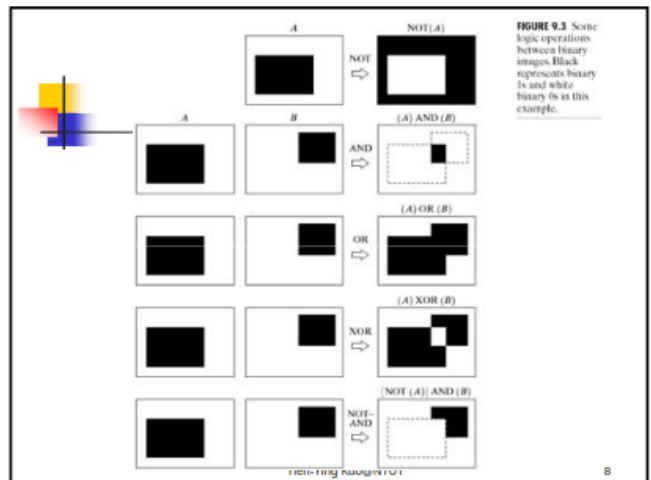 A NOT(A)
NOT
FIGURE 9.3 Some
logic operations
between binary
images. Black
represents binary
1s and white
binary 0s in this
example.
A B (A) AND (B)
AND
(A) OR (B)
OR
(A) XOR (B)
XOR
[NOT (A)] AND (B)
NOT-
AND
8